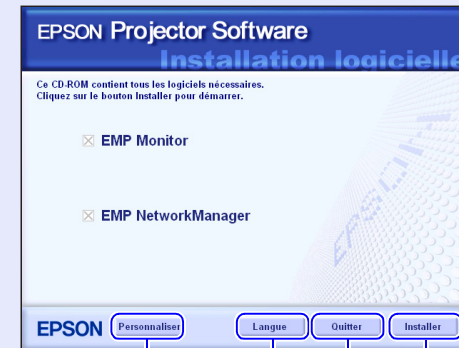 EPSON Projector Software
Installation logicielle
Ce CD-ROM contient tous les logiciels nécessaires.
Cliquez sur le bouton Installer pour démarrer.
EMP Monitor
EMP NetworkManager
EPSON
EPSON Personnaliser Langue Quitter Installer